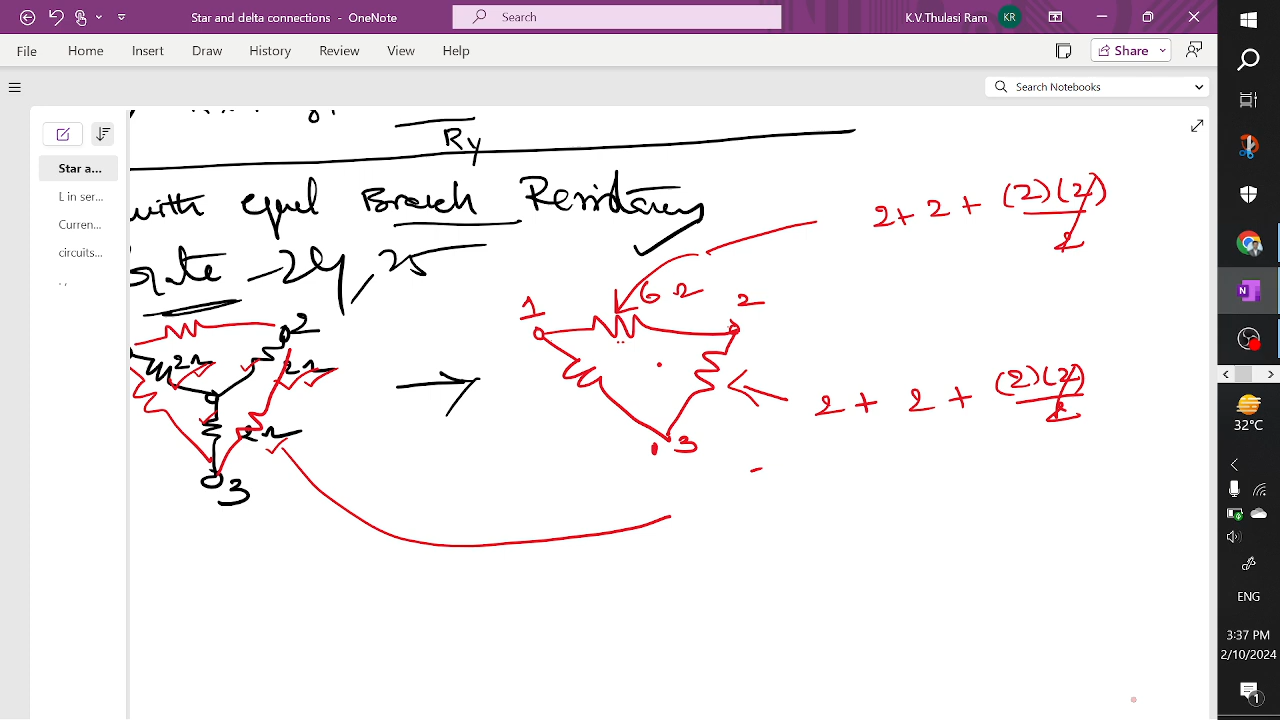 Star and delta connections - OneNote
Search
K.V.Thulasi Ram
KR
File Home Insert Draw History Review View Help
Share
Search Notebooks
Star a...
L in ser...
Curren...
circuits...
Ry
with equal Branch
2 + 2 + (2)(2)/2
6 Ω
1
2
2
2Ω
2Ω
2Ω
3
2 + 2 + (2)(2)/2
3
32°C
ENG
3:37 PM
2/10/2024
1